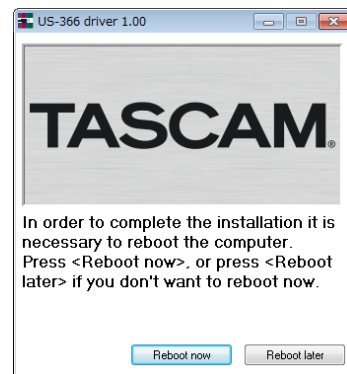 US-366 driver 1.00
TASCAM®
In order to complete the installation it is
necessary to reboot the computer.
Press <Reboot now>, or press <Reboot
later> if you don't want to reboot now.
Reboot now Reboot later